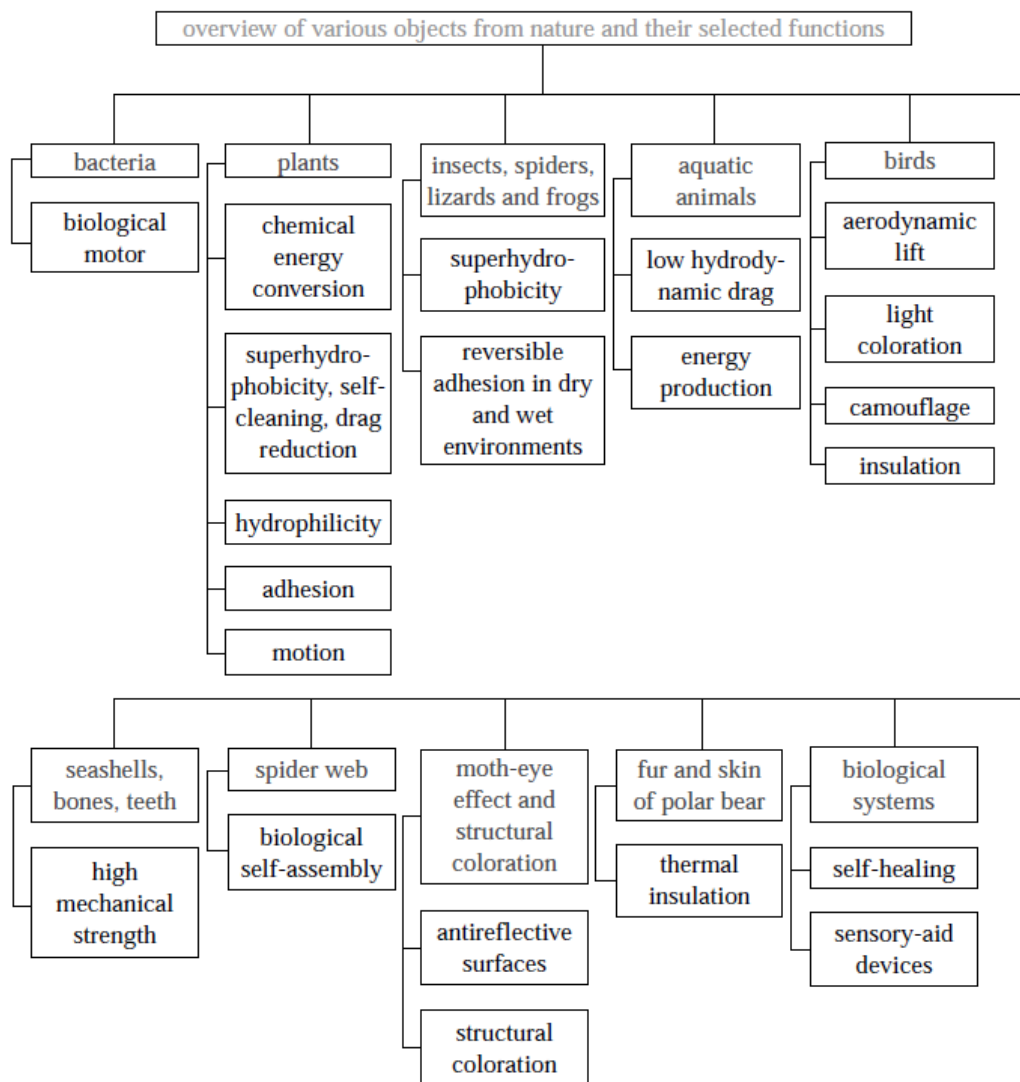 overview of various objects from nature and their selected functions
bacteria
biological
motor
plants
chemical
energy
conversion
superhydro-
phobicity, self-
cleaning, drag
reduction
hydrophilicity
adhesion
motion
insects, spiders,
lizards and frogs
superhydro-
phobicity
reversible
adhesion in dry
and wet
environments
aquatic
animals
low hydrody-
namic drag
energy
production
birds
aerodynamic
lift
light
coloration
camouflage
insulation
seashells,
bones, teeth
high
mechanical
strength
spider web
biological
self-assembly
moth-eye
effect and
structural
coloration
antireflective
surfaces
structural
coloration
fur and skin
of polar bear
thermal
insulation
biological
systems
self-healing
sensory-aid
devices